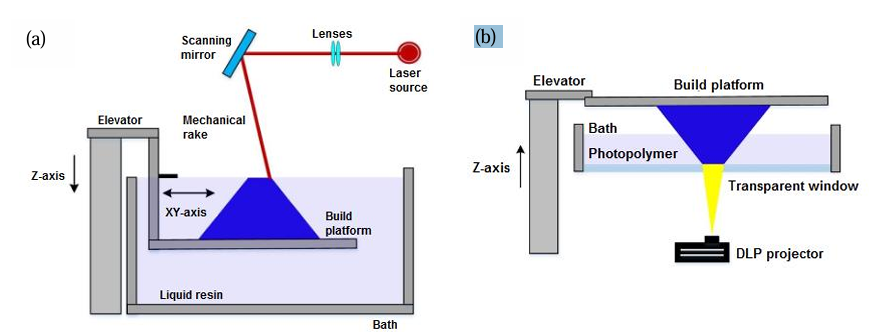 (a)
Scanning
mirror
Lenses
Laser
source
Elevator
Mechanical
rake
Z-axis
XY-axis
Build
platform
Liquid resin
Bath
(b)
Elevator
Build platform
Bath
Photopolymer
Z-axis
Transparent window
DLP projector